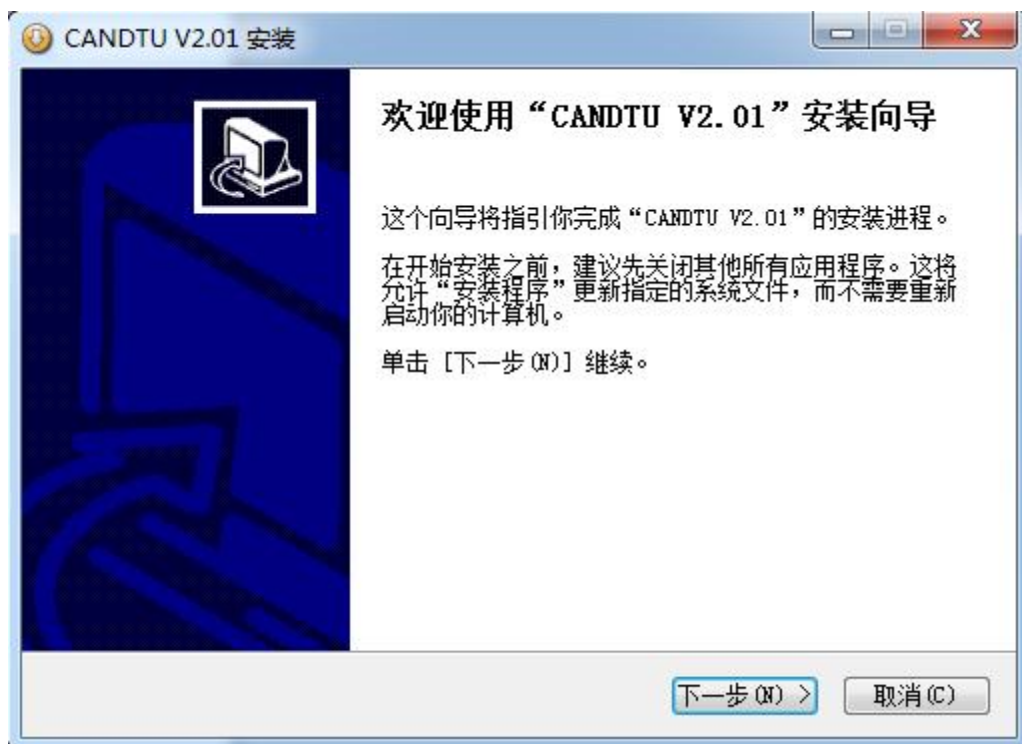 CANDTU V2.01 安装
欢迎使用“CANDTU V2.01”安装向导
这个向导将指引你完成“CANDTU V2.01”的安装进程。
在开始安装之前，建议先关闭其他所有应用程序。这将
允许“安装程序”更新指定的系统文件，而不需要重新
启动你的计算机。
单击 [下一步(N)] 继续。
下一步(N) >
取消(C)